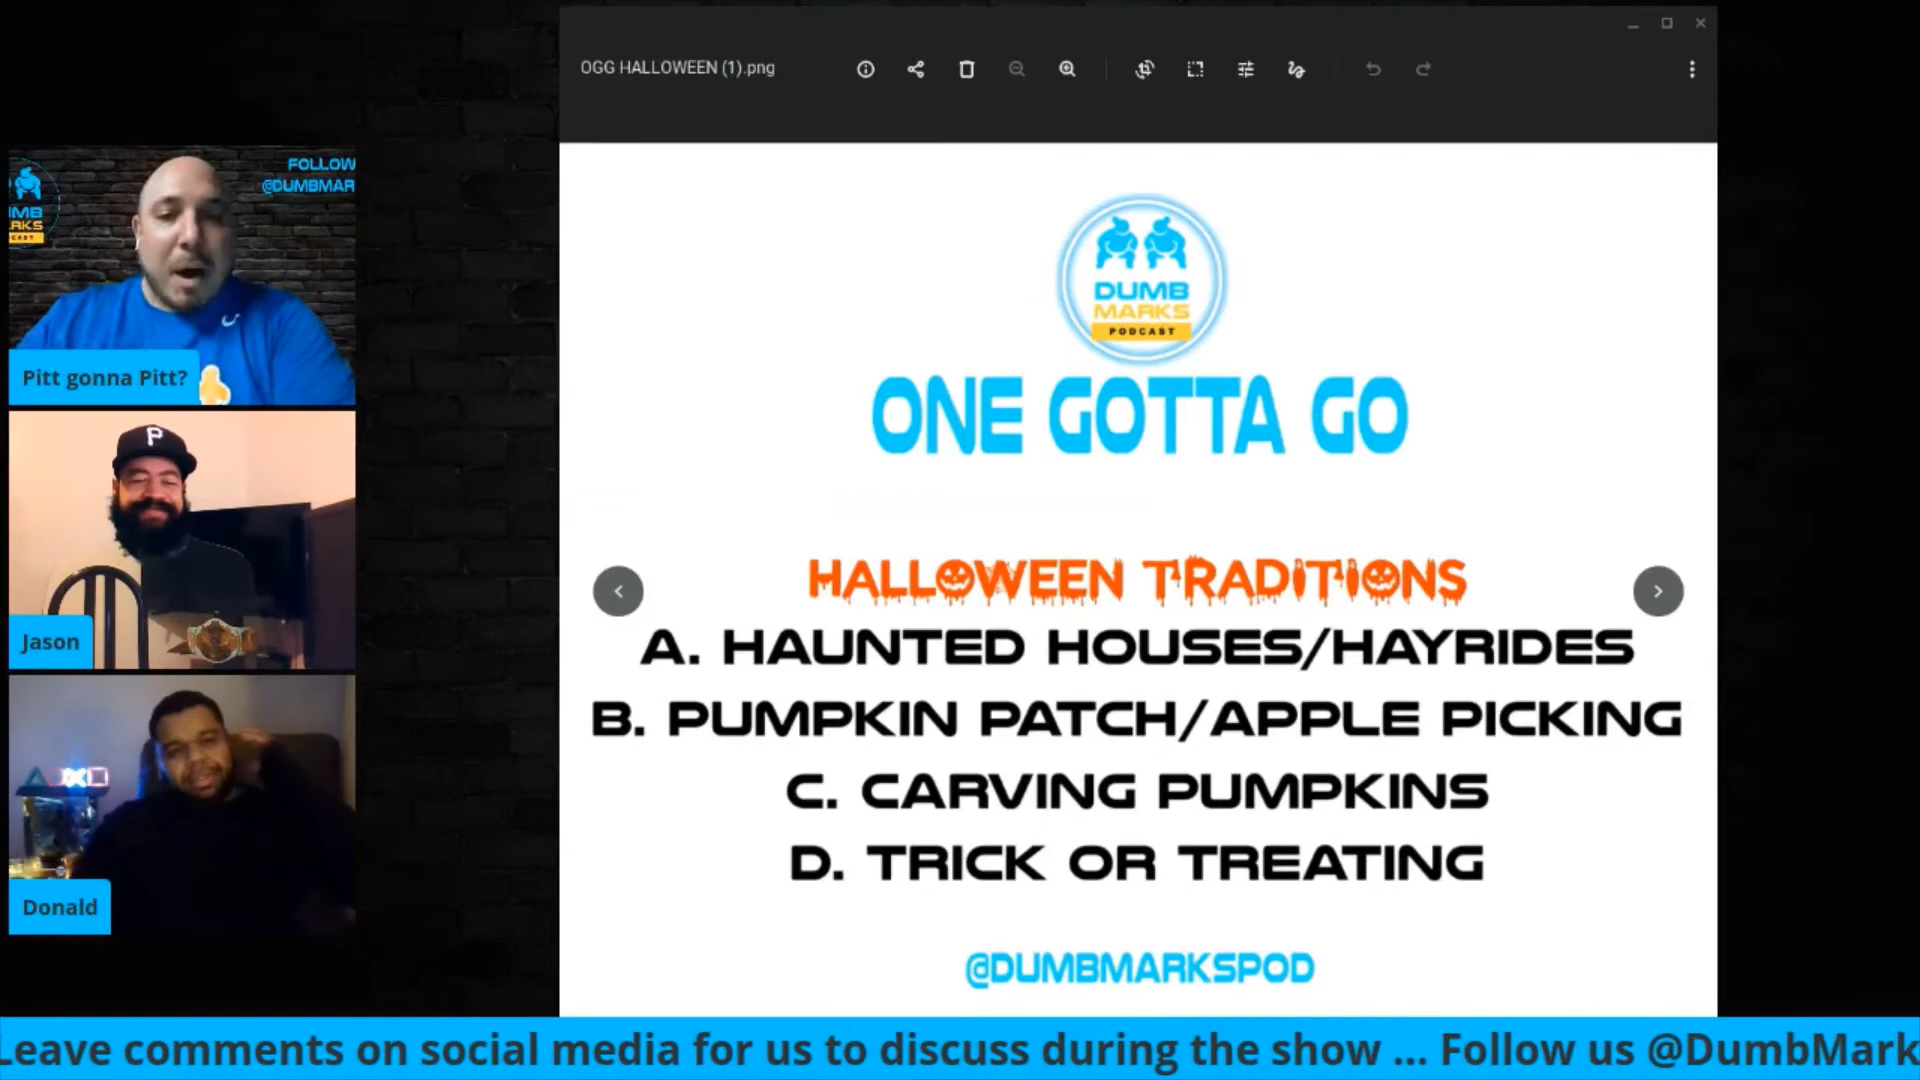 OGG HALLOWEEN (1).png
FOLLOW
@DUMBMAR
Pitt gonna Pitt?
P
Jason
Donald
DUMB
MARKS
PODCAST
ONE GOTTA GO
HALLOWEEN TRADITIONS
A. HAUNTED HOUSES/HAYRIDES
B. PUMPKIN PATCH/APPLE PICKING
C. CARVING PUMPKINS
D. TRICK OR TREATING
@DUMBMARKSPOD
Leave comments on social media for us to discuss during the show ... Follow us @DumbMark